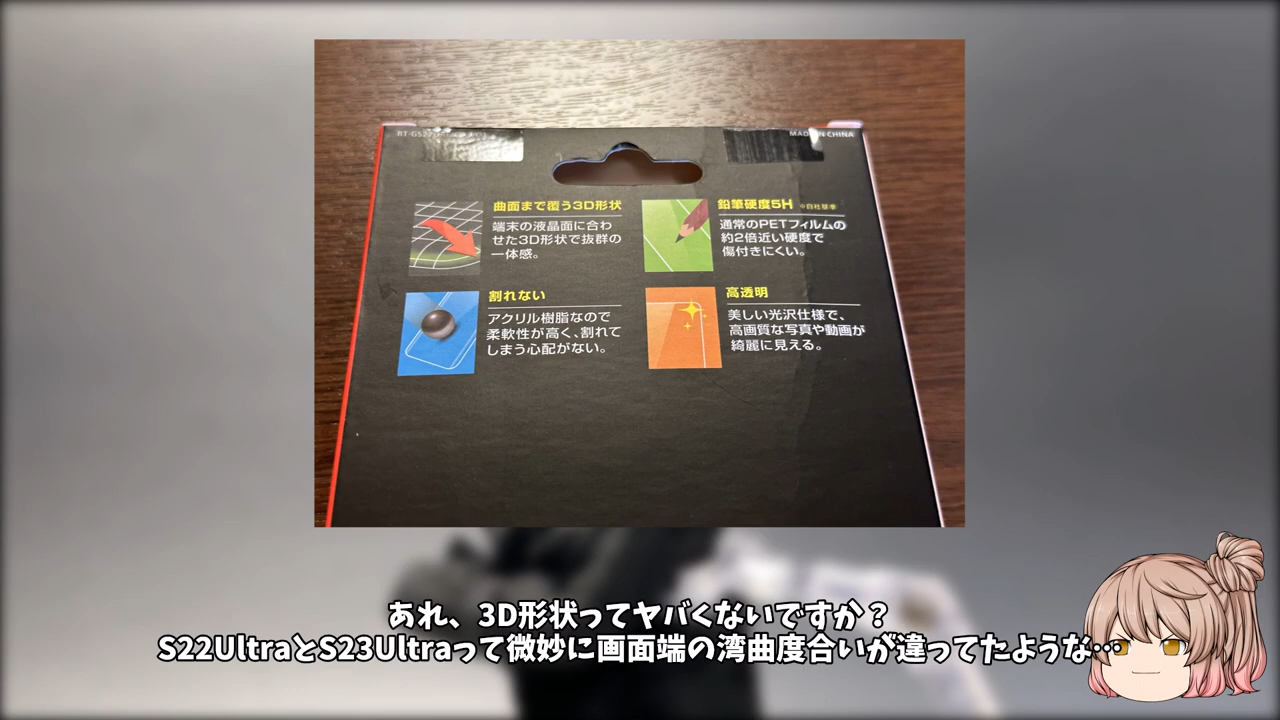 MADE IN CHINA
曲面まで覆う3D形状
端末の液晶面に合わ
せた3D形状で抜群の
一体感。
鉛筆硬度5H ※自社基準
通常のPETフィルムの
約2倍近い硬度で
傷付きにくい。
割れない
アクリル樹脂なので
柔軟性が高く、割れて
しまう心配がない。
高透明
美しい光沢仕様で、
高画質な写真や動画が
綺麗に見える。
あれ、3D形状ってヤバくないですか?
S22UltraとS23Ultraって微妙に画面端の湾曲度合いが違ってたような…